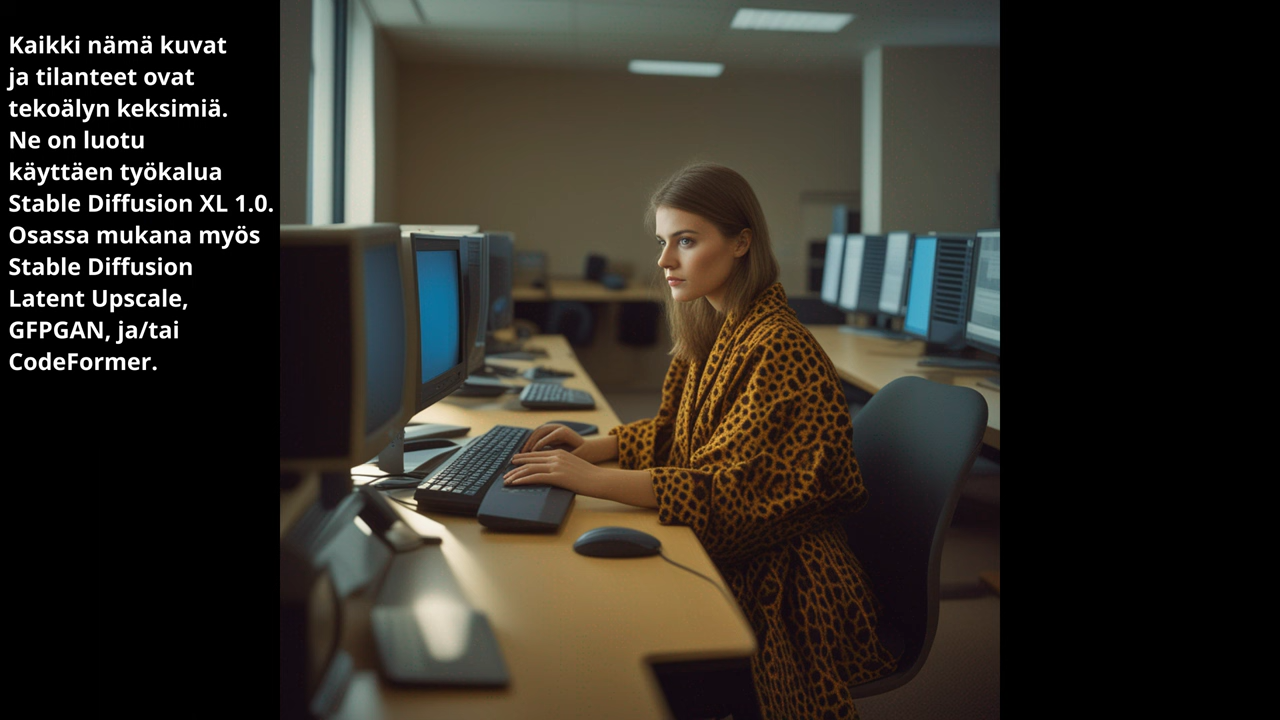 Kaikki nämä kuvat
ja tilanteet ovat
tekoälyn keksimiä.
Ne on luotu
käyttäen työkalua
Stable Diffusion XL 1.0.
Osassa mukana myös
Stable Diffusion
Latent Upscale,
GFPGAN, ja/tai
CodeFormer.